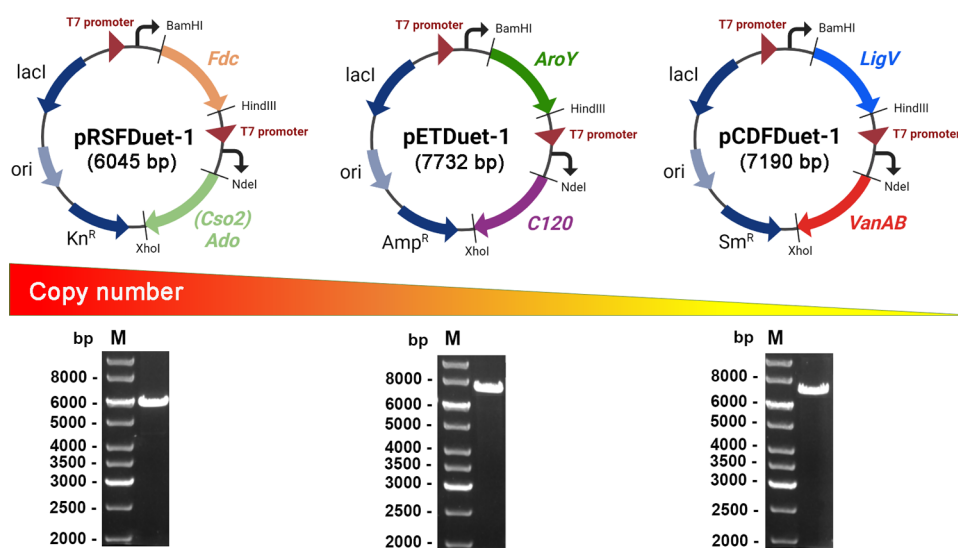 T7 promoter
BamHI
Fdc
lacI
HindIII
pRSFDuet-1
(6045 bp)
T7 promoter
ori
NdeI
KnR
(Cso2)
Ado
XhoI
T7 promoter
BamHI
AroY
lacI
HindIII
pETDuet-1
(7732 bp)
T7 promoter
ori
NdeI
AmpR
C120
XhoI
T7 promoter
BamHI
LigV
lacI
HindIII
pCDFDuet-1
(7190 bp)
T7 promoter
ori
NdeI
SmR
VanAB
XhoI
Copy number
bp M
8000 -
6000 -
5000 -
4000 -
3500 -
3000 -
2500 -
2000 -
bp M
8000 -
6000 -
5000 -
4000 -
3500 -
3000 -
2500 -
2000 -
bp M
8000 -
6000 -
5000 -
4000 -
3500 -
3000 -
2500 -
2000 -